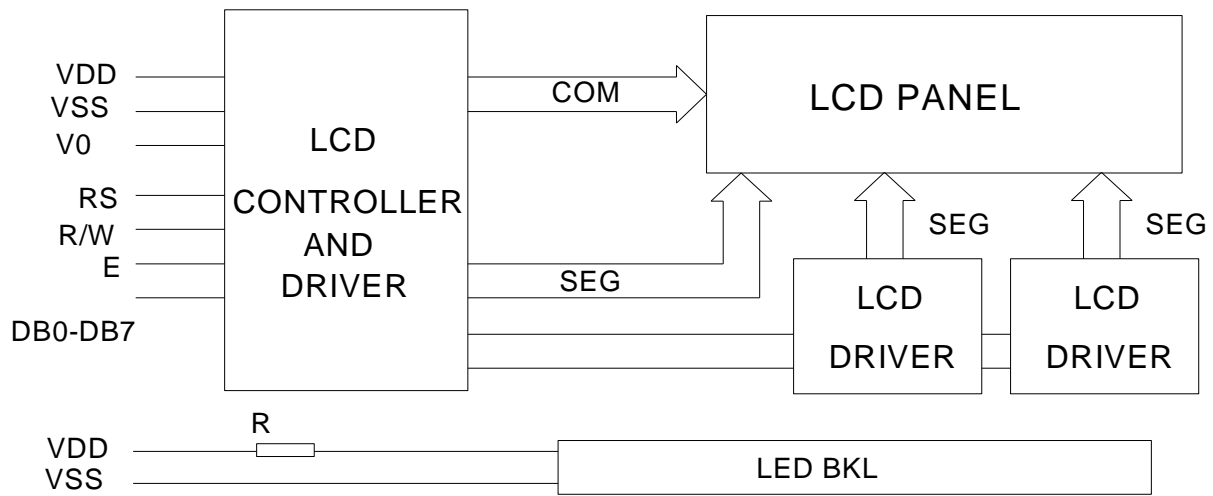 VDD
VSS
V0
RS
R/W
E
DB0-DB7
LCD
CONTROLLER
AND
DRIVER
COM
SEG
LCD PANEL
SEG
SEG
LCD
DRIVER
LCD
DRIVER
R
VDD
VSS
LED BKL